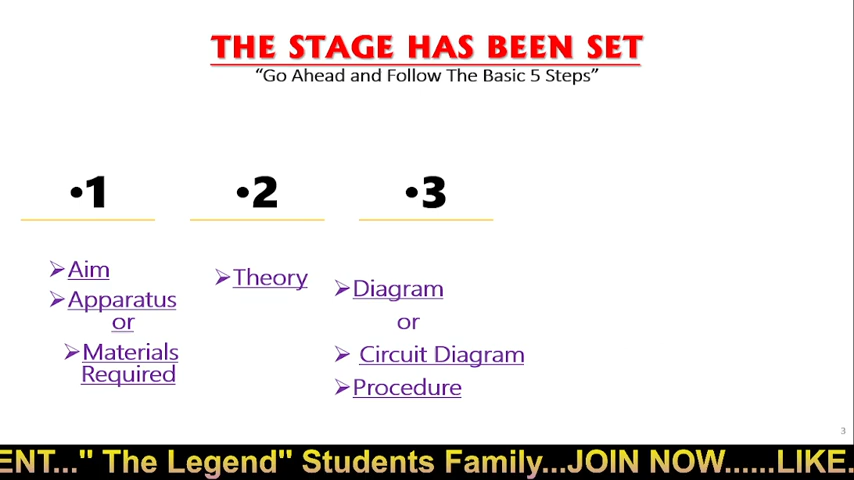 THE STAGE HAS BEEN SET
“Go Ahead and Follow The Basic 5 Steps”
•1
➢Aim
➢Apparatus
or
➢Materials
Required
•2
➢Theory
•3
➢Diagram
or
➢ Circuit Diagram
➢Procedure
3
ENT..." The Legend" Students Family...JOIN NOW......LIKE.